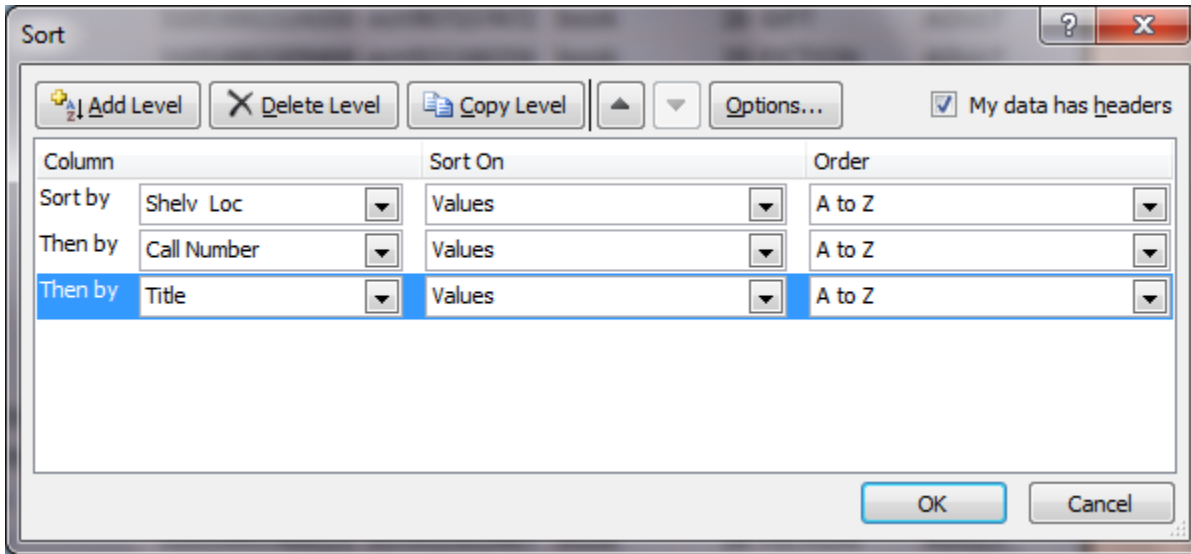 Sort
Add Level Delete Level Copy Level Options... My data has headers
Column Sort On Order
Sort by Shelv Loc Values A to Z
Then by Call Number Values A to Z
Then by Title Values A to Z
OK Cancel